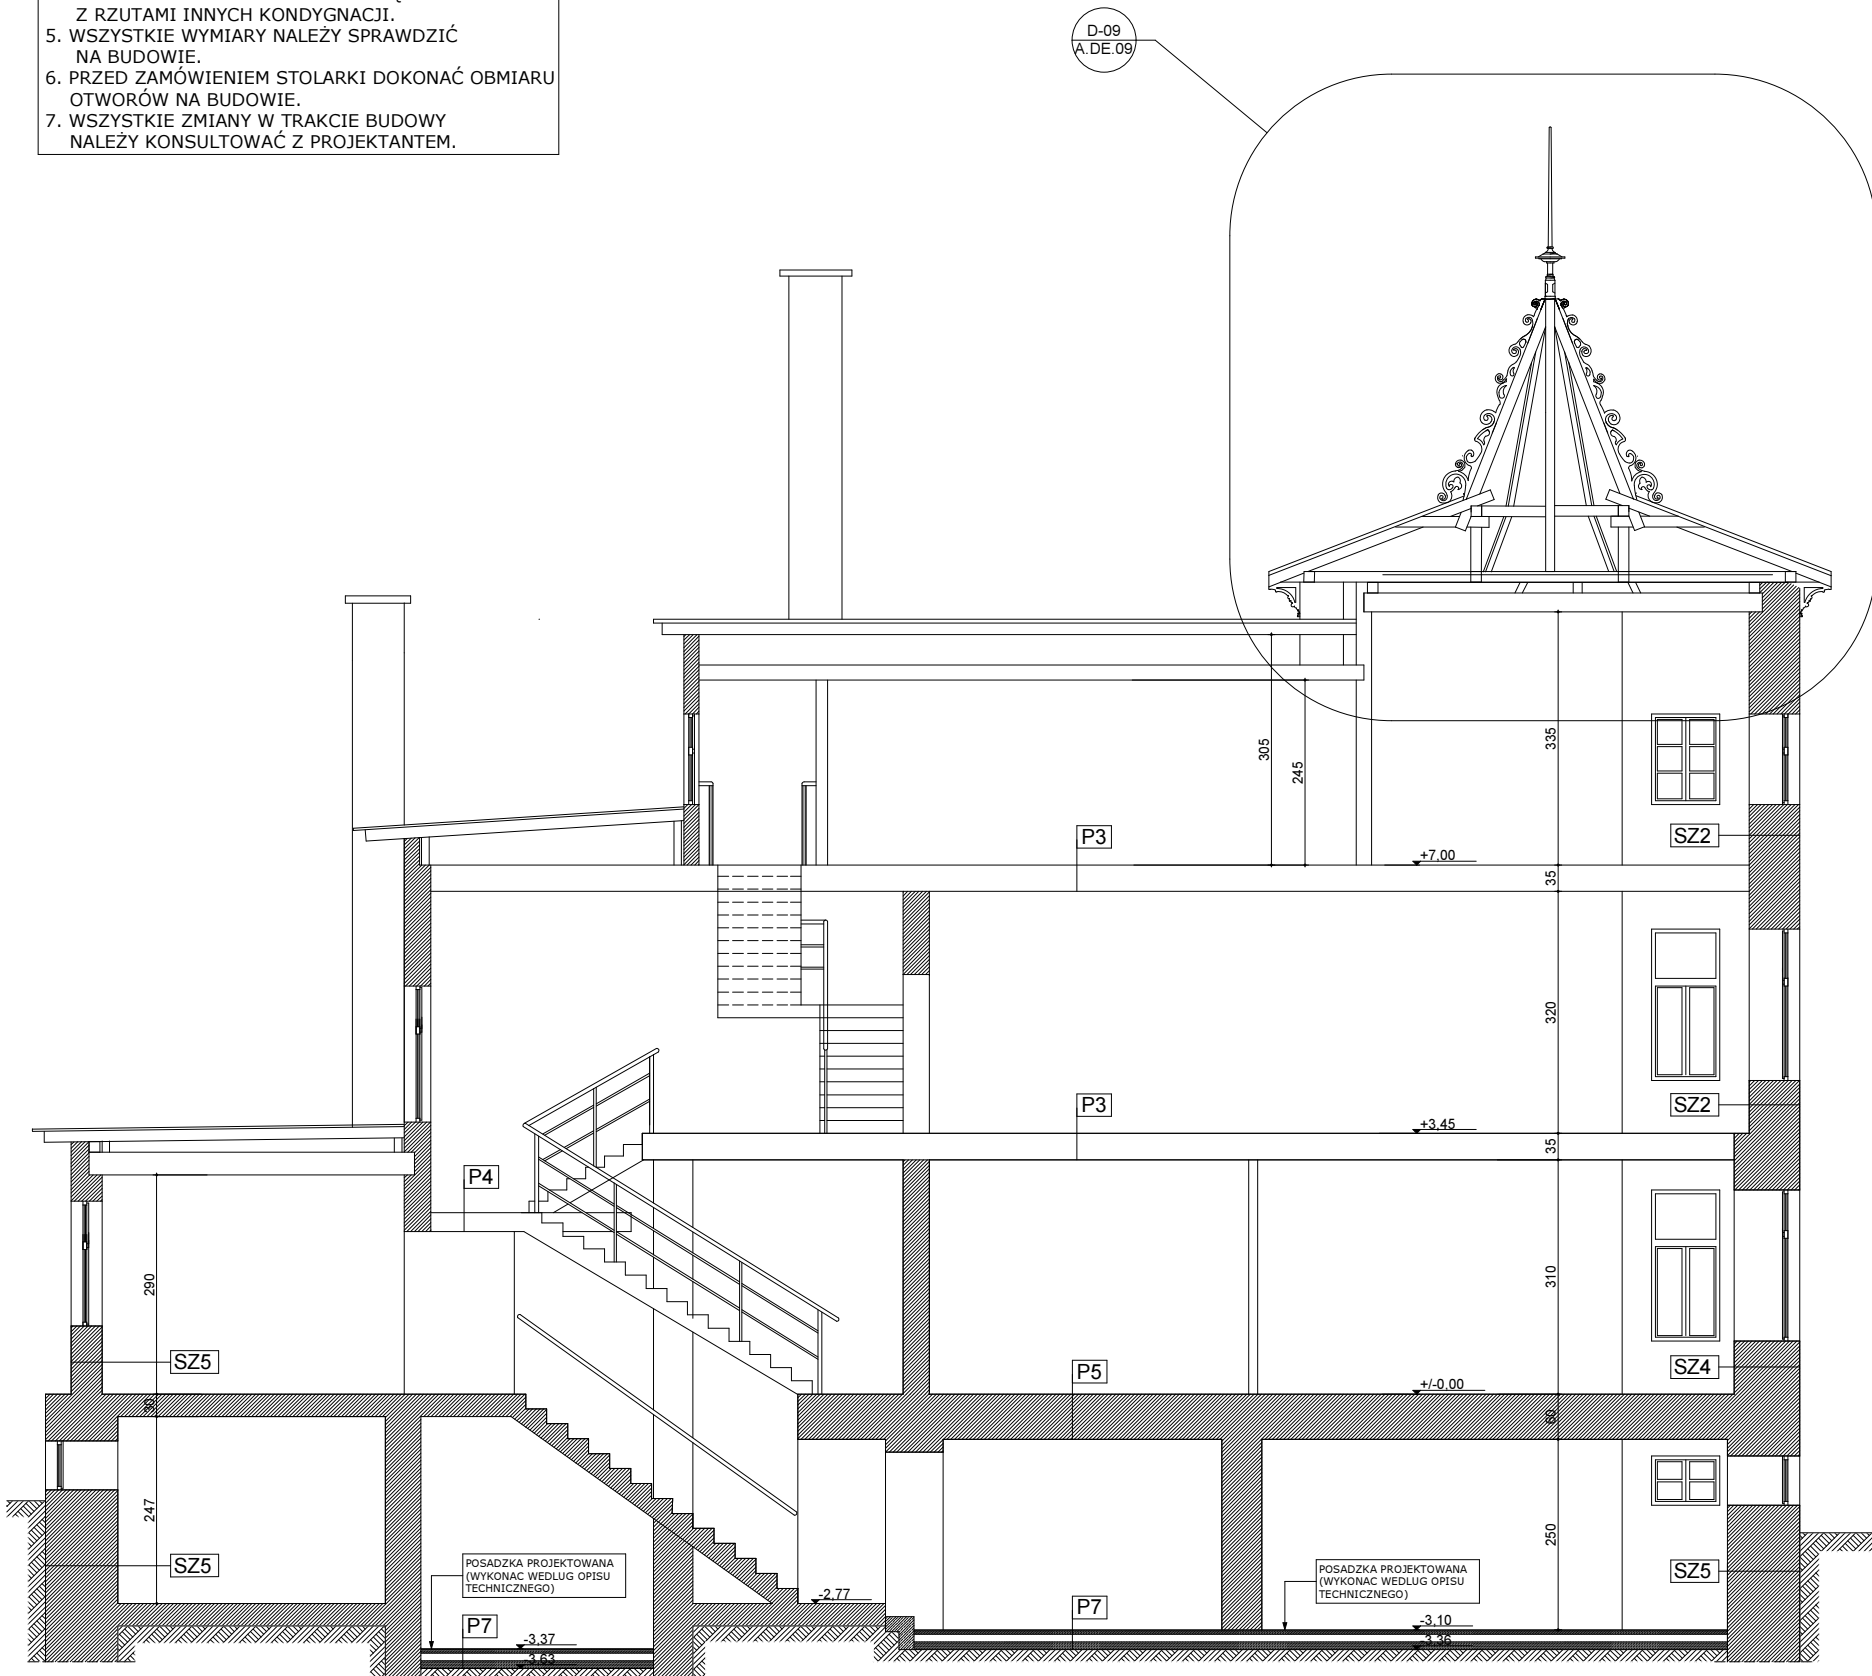 Z RZUTAMI INNYCH KONDYGNACJI.
5. WSZYSTKIE WYMIARY NALEŻY SPRAWDZIĆ
NA BUDOWIE.
6. PRZED ZAMÓWIENIEM STOLARKI DOKONAĆ OBMIARU
OTWORÓW NA BUDOWIE.
7. WSZYSTKIE ZMIANY W TRAKCIE BUDOWY
NALEŻY KONSULTOWAĆ Z PROJEKTANTEM.
D-09
A.DE.09
305
245
335
P3
SZ2
+7,00
35
320
P3
SZ2
+3,45
35
P4
290
310
SZ5
P5
SZ4
+/-0,00
30
60
247
250
SZ5
POSADZKA PROJEKTOWANA
(WYKONAC WEDLUG OPISU
TECHNICZNEGO)
POSADZKA PROJEKTOWANA
(WYKONAC WEDLUG OPISU
TECHNICZNEGO)
SZ5
-2,77
P7
P7
-3,10
-3,37
-3,36
-3,63